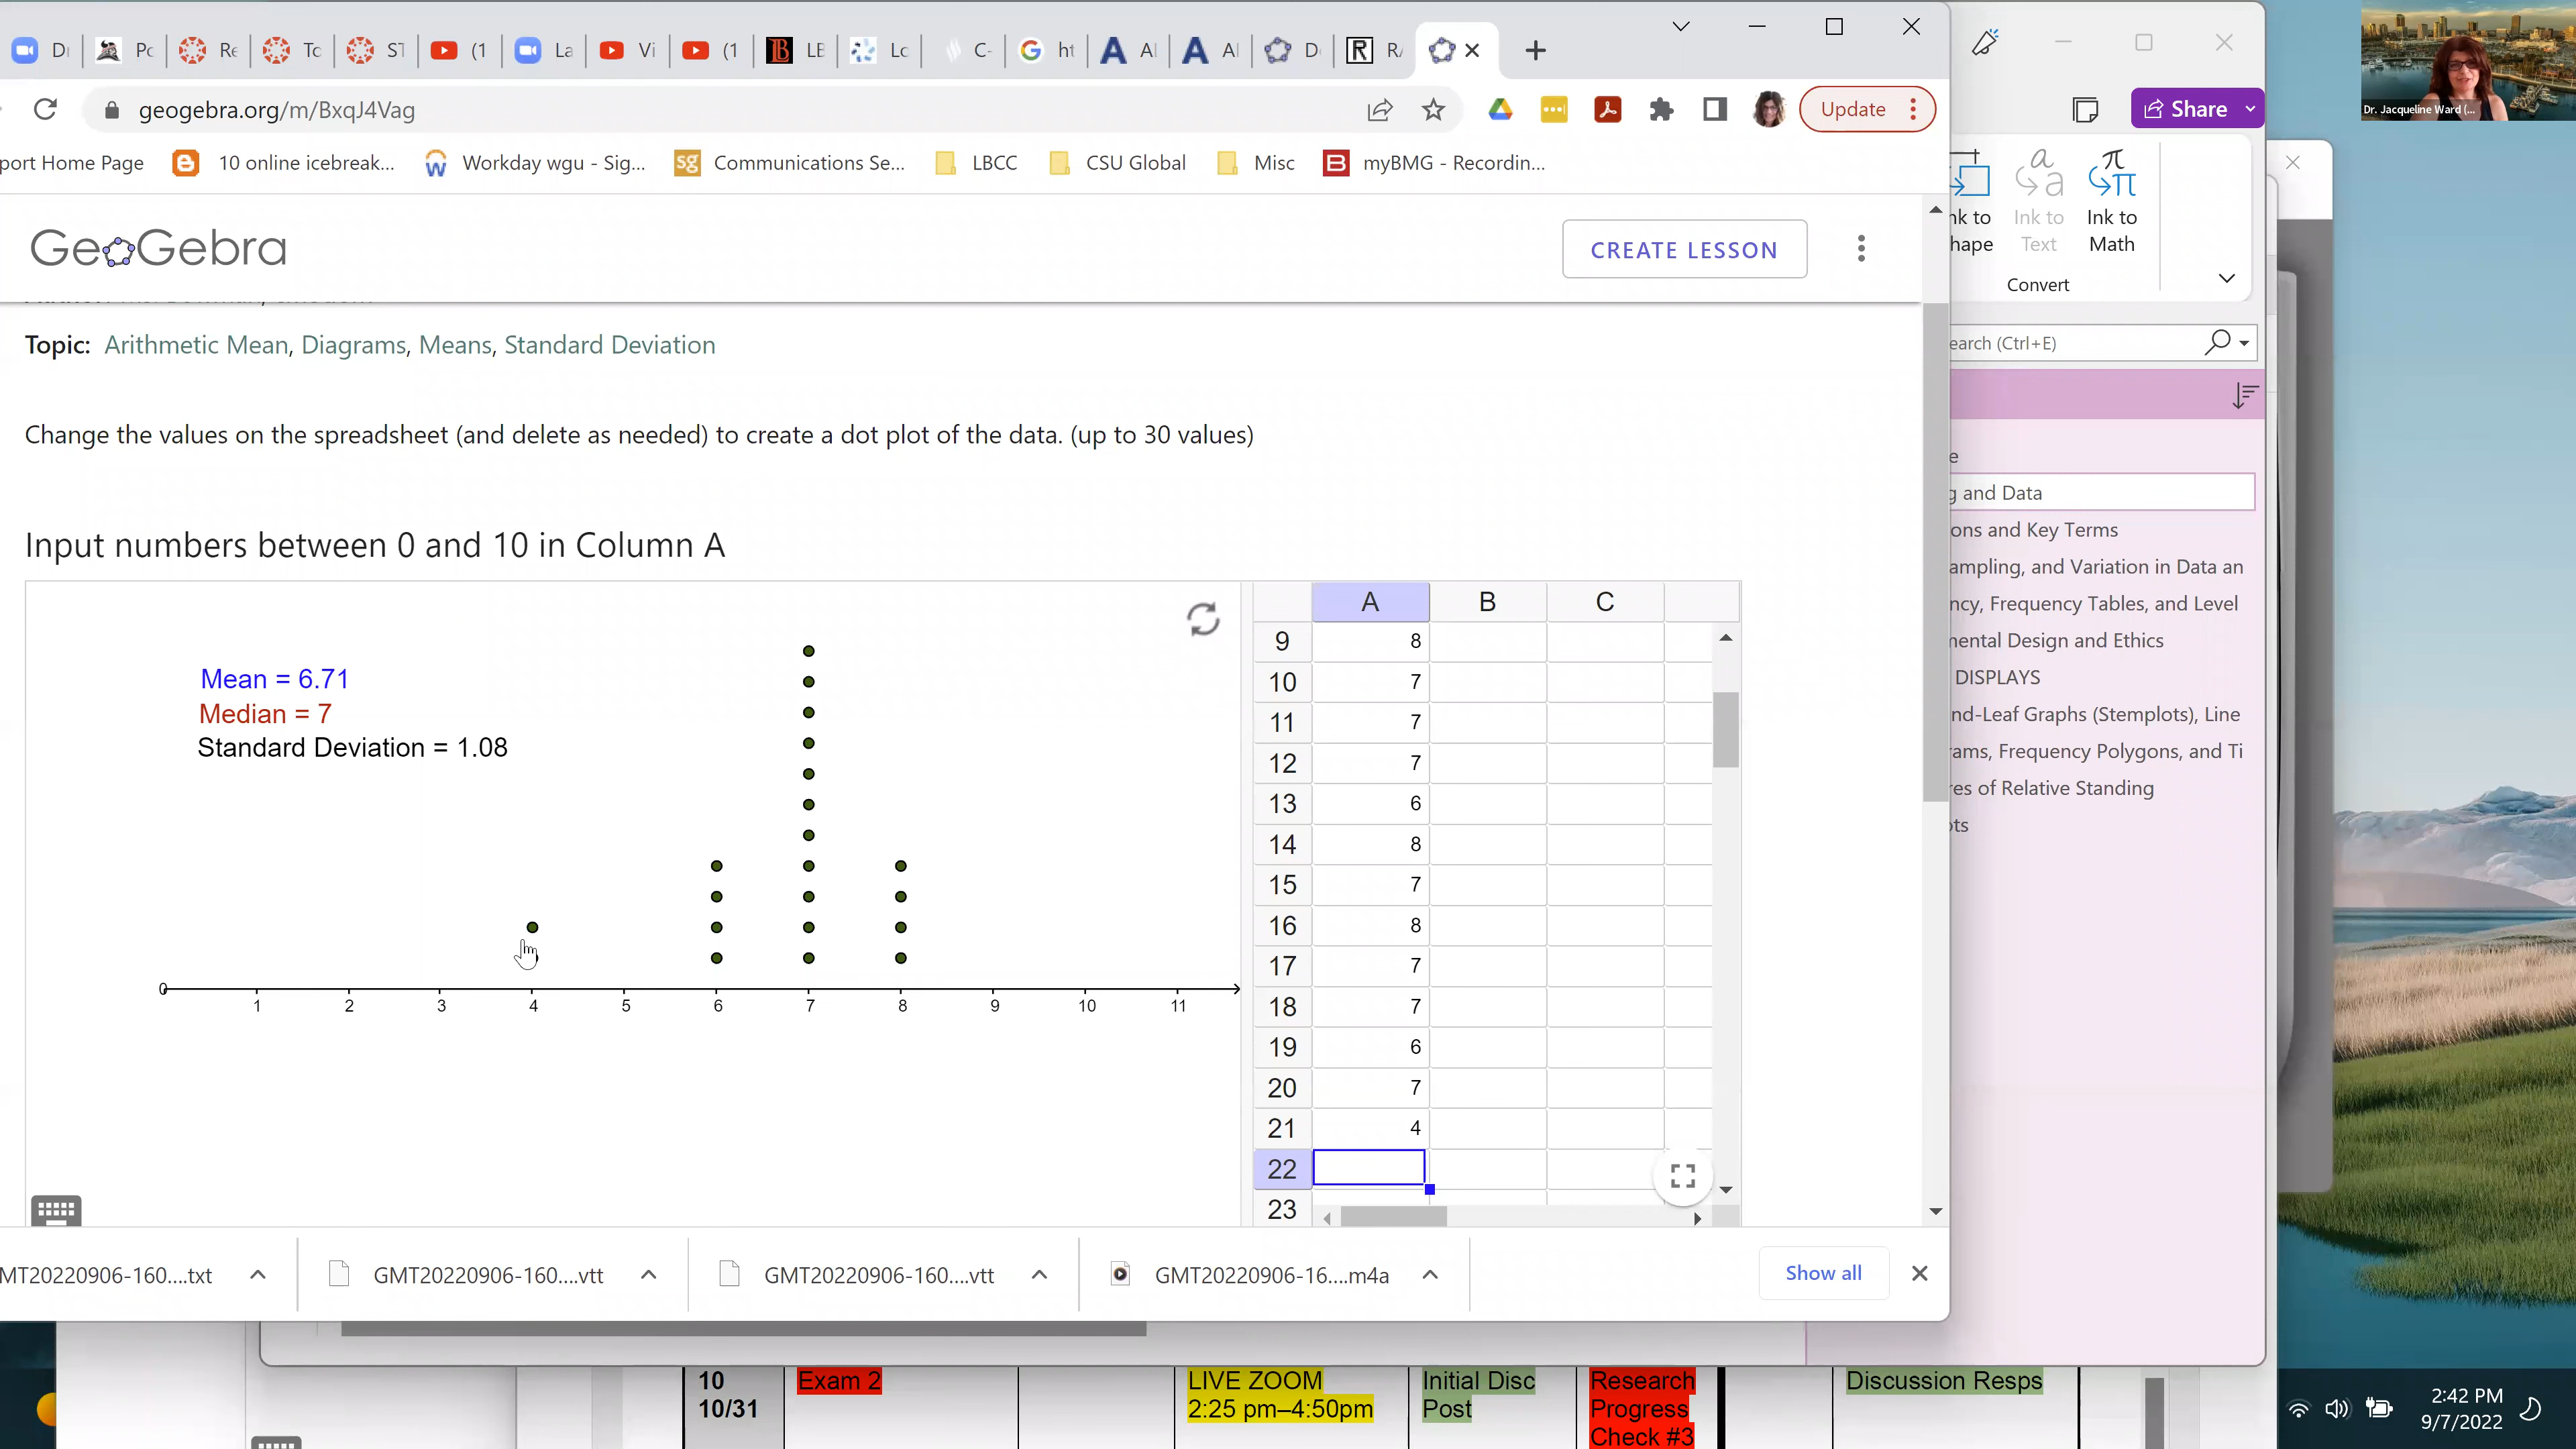 Dr. Jacqueline Ward (...
geogebra.org/m/BxqJ4Vag
Update
Share
port Home Page
10 online icebreak...
Workday wgu - Sig...
Communications Se...
LBCC
CSU Global
Misc
myBMG - Recordin...
nk to hape
Ink to Text
Ink to Math
Convert
GeoGebra
CREATE LESSON
Topic: Arithmetic Mean, Diagrams, Means, Standard Deviation
earch (Ctrl+E)
Change the values on the spreadsheet (and delete as needed) to create a dot plot of the data. (up to 30 values)
Input numbers between 0 and 10 in Column A
e
g and Data
ons and Key Terms
ampling, and Variation in Data an
ncy, Frequency Tables, and Level
mental Design and Ethics
DISPLAYS
nd-Leaf Graphs (Stemplots), Line
rams, Frequency Polygons, and Ti
res of Relative Standing
ots
Mean = 6.71
Median = 7
Standard Deviation = 1.08
0 1 2 3 4 5 6 7 8 9 10 11
A B C
9 8
10 7
11 7
12 7
13 6
14 8
15 7
16 8
17 7
18 7
19 6
20 7
21 4
22
23
MT20220906-160....txt
GMT20220906-160....vtt
GMT20220906-160....vtt
GMT20220906-16....m4a
Show all
10
10/31
Exam 2
LIVE ZOOM
2:25 pm–4:50pm
Initial Disc
Post
Research
Progress
Check #3
Discussion Resps
2:42 PM
9/7/2022